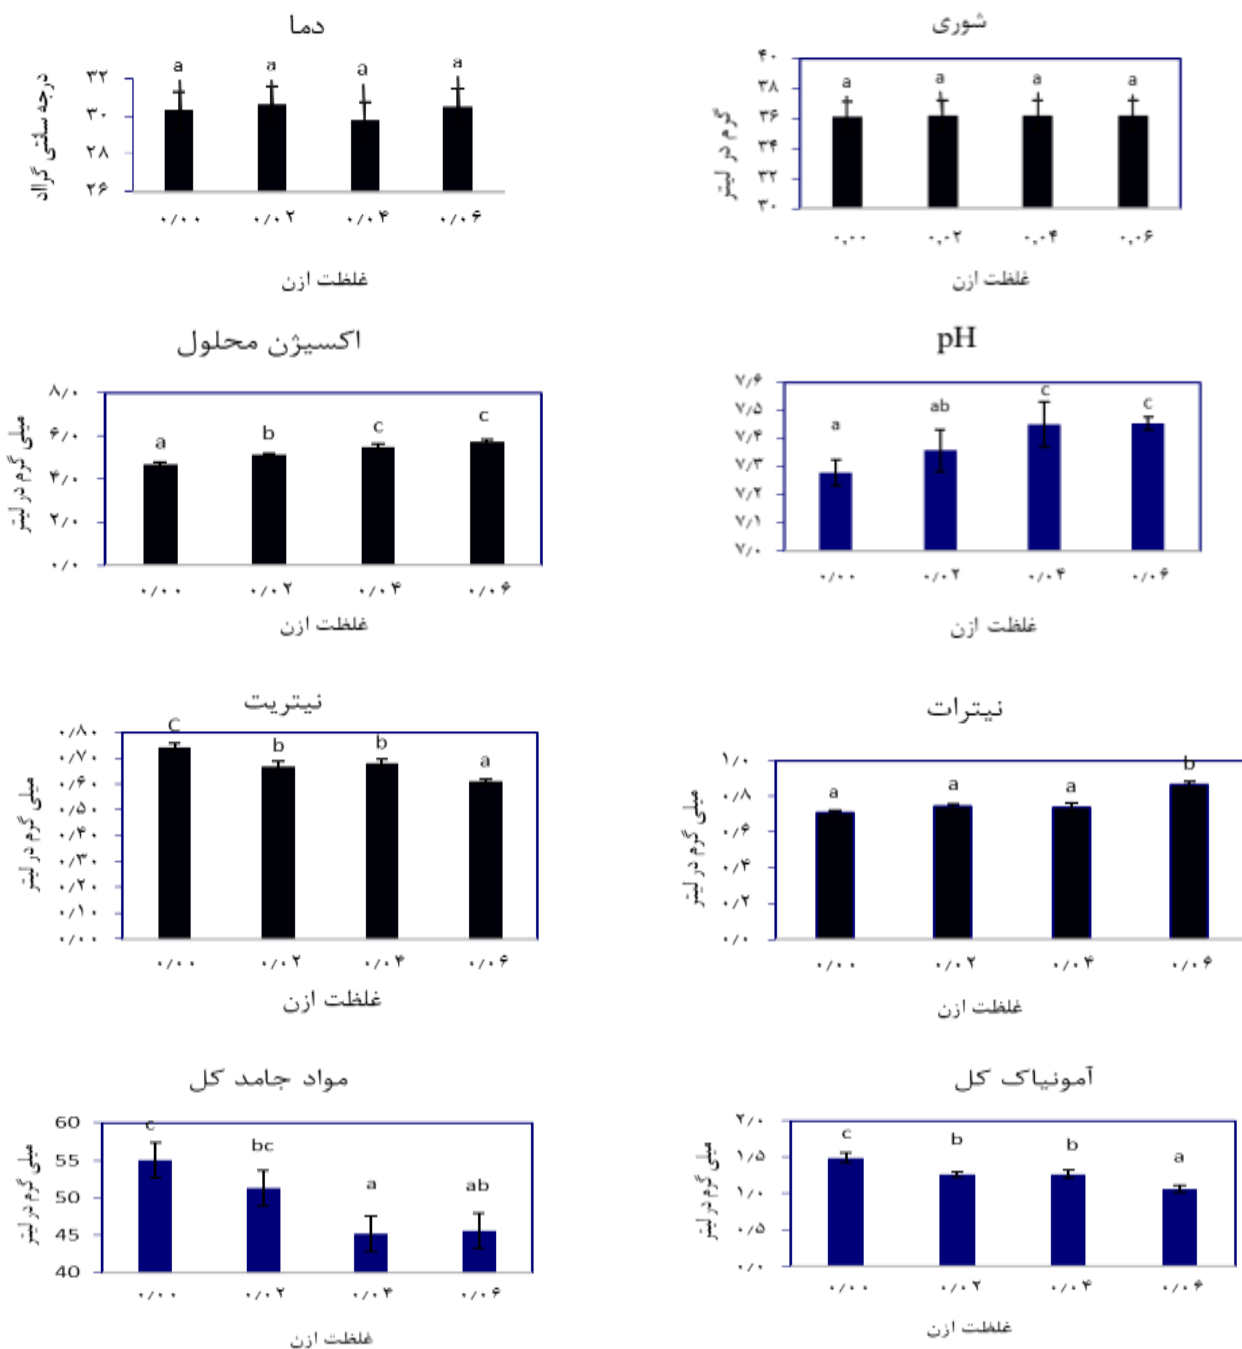 دما
a a a a
درجه سانتی گرااد
۳۲
۳۰
۲۸
۲۶
۰/۰۰ ۰/۰۲ ۰/۰۴ ۰/۰۶
غلظت ازن
شوری
a a a a
گرم در لیتر
۴۰
۳۸
۳۶
۳۴
۳۲
۳۰
۰,۰۰ ۰,۰۲ ۰,۰۴ ۰,۰۶
غلظت ازن
اکسیژن محلول
a b c c
میلی گرم در لیتر
۸/۰
۶/۰
۴/۰
۲/۰
۰/۰
۰/۰۰ ۰/۰۲ ۰/۰۴ ۰/۰۶
غلظت ازن
pH
a ab c c
۷/۶
۷/۵
۷/۴
۷/۳
۷/۲
۷/۱
۷/۰
۰/۰۰ ۰/۰۲ ۰/۰۴ ۰/۰۶
غلظت ازن
نیتریت
c b b a
میلی گرم در لیتر
۰/۸۰
۰/۷۰
۰/۶۰
۰/۵۰
۰/۴۰
۰/۳۰
۰/۲۰
۰/۱۰
۰/۰۰
۰/۰۰ ۰/۰۲ ۰/۰۴ ۰/۰۶
غلظت ازن
نیترات
a a a b
میلی گرم در لیتر
۱/۰
۰/۸
۰/۶
۰/۴
۰/۲
۰/۰
۰/۰۰ ۰/۰۲ ۰/۰۴ ۰/۰۶
غلظت ازن
مواد جامد کل
c bc a ab
میلی گرم در لیتر
60
55
50
45
40
۰/۰۰ ۰/۰۲ ۰/۰۴ ۰/۰۶
غلظت ازن
آمونیاک کل
c b b a
میلی گرم در لیتر
۲/۰
۱/۵
۱/۰
۰/۵
۰/۰
۰/۰۰ ۰/۰۲ ۰/۰۴ ۰/۰۶
غلظت ازن